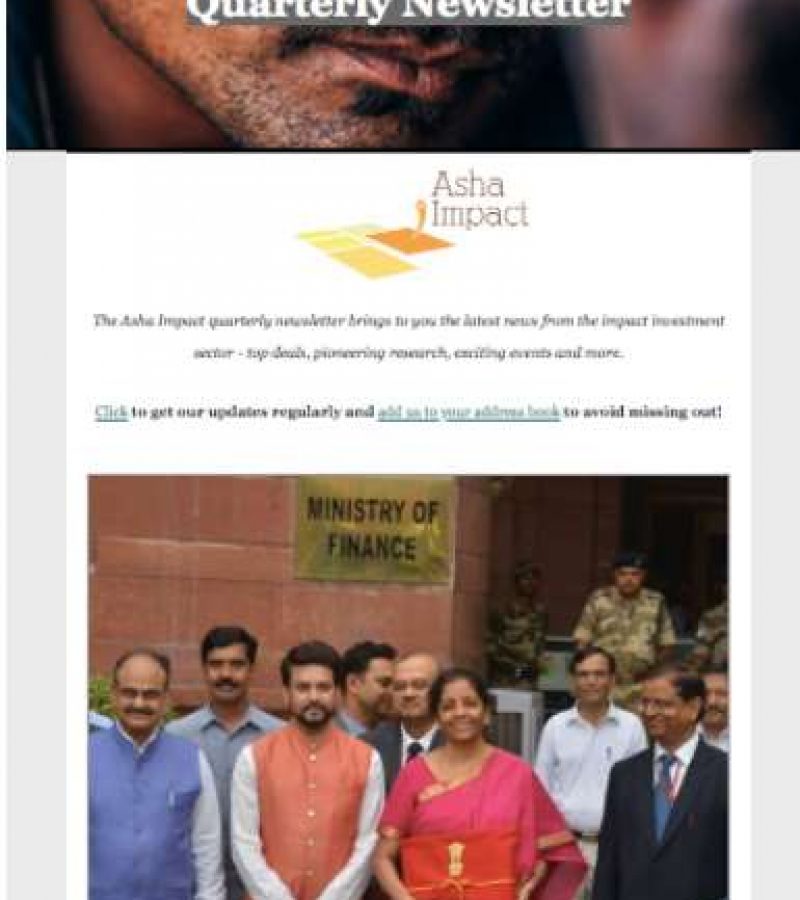 Quarterly Newsletter
Asha
Impact
The Asha Impact quarterly newsletter brings to you the latest news from the impact investment
sector - top deals, pioneering research, exciting events and more.
Click to get our updates regularly and add us to your address book to avoid missing out!
MINISTRY OF
FINANCE